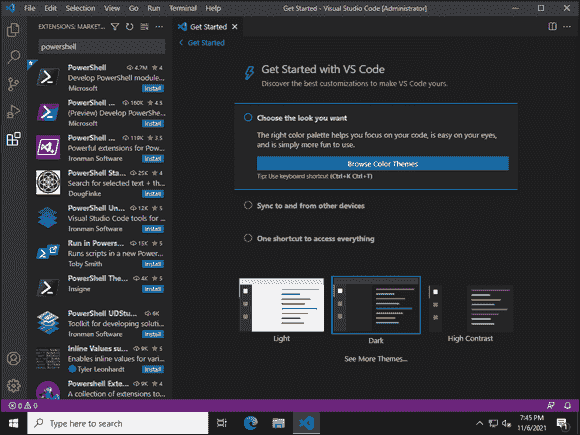 File Edit Selection View Go Run Terminal Help
Get Started - Visual Studio Code [Administrator]
EXTENSIONS: MARKET...
powershell
PowerShell 4.7M 4
Develop PowerShell module...
Microsoft Install
PowerShell ... 160K 4.5
(Preview) Develop PowerShell...
Microsoft Install
PowerShell ... 119K 3.5
Powerful extensions for Pow...
Ironman Software Install
PowerShell Sta... 25K 4
Search for selected text + th...
DougFinke Install
PowerShell Un... 12K 5
Visual Studio Code tools for ...
Ironman Software Install
Run in Powers... 15K 5
Runs scripts in a new Power...
Toby Smith Install
PowerShell The... 4K 5
Insigne Install
PowerShell UDStu... 6K
Toolkit for developing soluti...
Ironman Software Install
Inline Values su... 9K 5
Enables inline values for vari...
Tyler Leonhardt Install
Powershell Exte... 9K 4
A collection of extensions fo...
Get Started
Get Started
Get Started with VS Code
Discover the best customizations to make VS Code yours.
Choose the look you want
The right color palette helps you focus on your code, is easy on your eyes,
and is simply more fun to use.
Browse Color Themes
Tip: Use keyboard shortcut (Ctrl+K Ctrl+T)
Sync to and from other devices
One shortcut to access everything
Light
Dark
High Contrast
See More Themes...
0 0
Type here to search
7:45 PM
11/6/2021